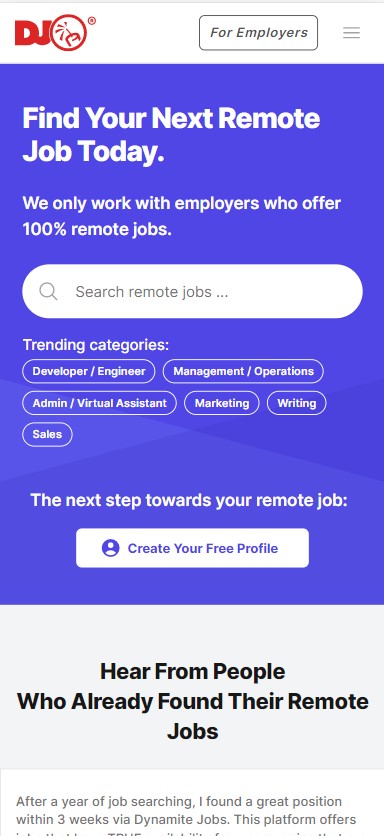 DJ
®
For Employers
Find Your Next Remote
Job Today.
We only work with employers who offer
100% remote jobs.
Search remote jobs ...
Trending categories:
Developer / Engineer
Management / Operations
Admin / Virtual Assistant
Marketing
Writing
Sales
The next step towards your remote job:
Create Your Free Profile
Hear From People
Who Already Found Their Remote
Jobs
After a year of job searching, I found a great position
within 3 weeks via Dynamite Jobs. This platform offers